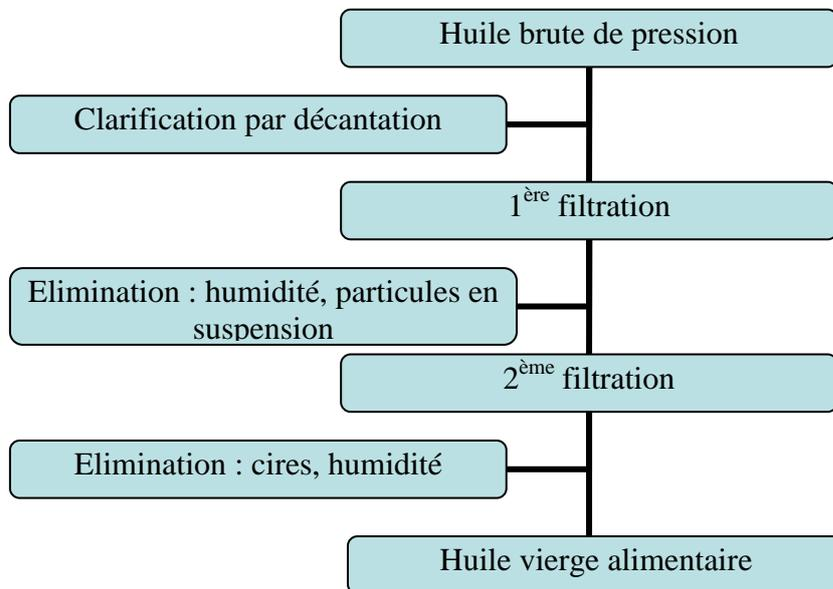 Huile brute de pression
Clarification par décantation
1ère filtration
Elimination : humidité, particules en
suspension
2ème filtration
Elimination : cires, humidité
Huile vierge alimentaire